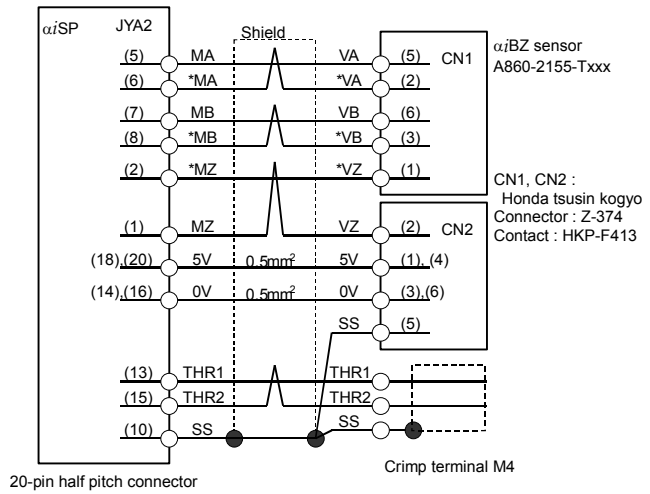 αiSP JYA2 Shield
(5) MA VA (5) CN1 αiBZ sensor
(6) *MA *VA (2) A860-2155-Txxx
(7) MB VB (6)
(8) *MB *VB (3)
(2) *MZ *VZ (1)
CN1, CN2 :
Honda tsusin kogyo
(1) MZ VZ (2) CN2 Connector : Z-374
Contact : HKP-F413
(18),(20) 5V 0.5mm² 5V (1), (4)
(14),(16) 0V 0.5mm² 0V (3),(6)
SS (5)
(13) THR1 THR1
(15) THR2 THR2
(10) SS SS
Crimp terminal M4
20-pin half pitch connector